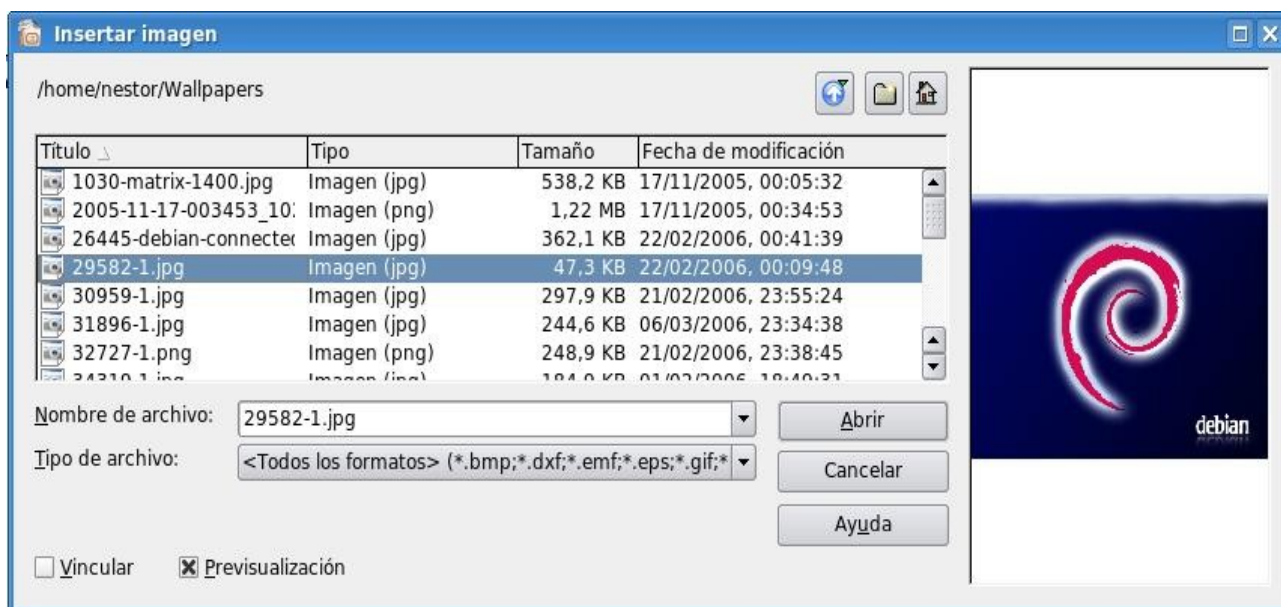 Insertar imagen
/home/nestor/Wallpapers
Título Tipo Tamaño Fecha de modificación
1030-matrix-1400.jpg Imagen (jpg) 538,2 KB 17/11/2005, 00:05:32
2005-11-17-003453_10 Imagen (png) 1,22 MB 17/11/2005, 00:34:53
26445-debian-connected Imagen (jpg) 362,1 KB 22/02/2006, 00:41:39
29582-1.jpg Imagen (jpg) 47,3 KB 22/02/2006, 00:09:48
30959-1.jpg Imagen (jpg) 297,9 KB 21/02/2006, 23:55:24
31896-1.jpg Imagen (jpg) 244,6 KB 06/03/2006, 23:34:38
32727-1.png Imagen (png) 248,9 KB 21/02/2006, 23:38:45
Imagen (jpg)
Nombre de archivo: 29582-1.jpg Abrir
Tipo de archivo: <Todos los formatos> (*.bmp;*.dxf;*.emf;*.eps;*.gif;*
Cancelar
Ayuda
Vincular Previsualización
debian